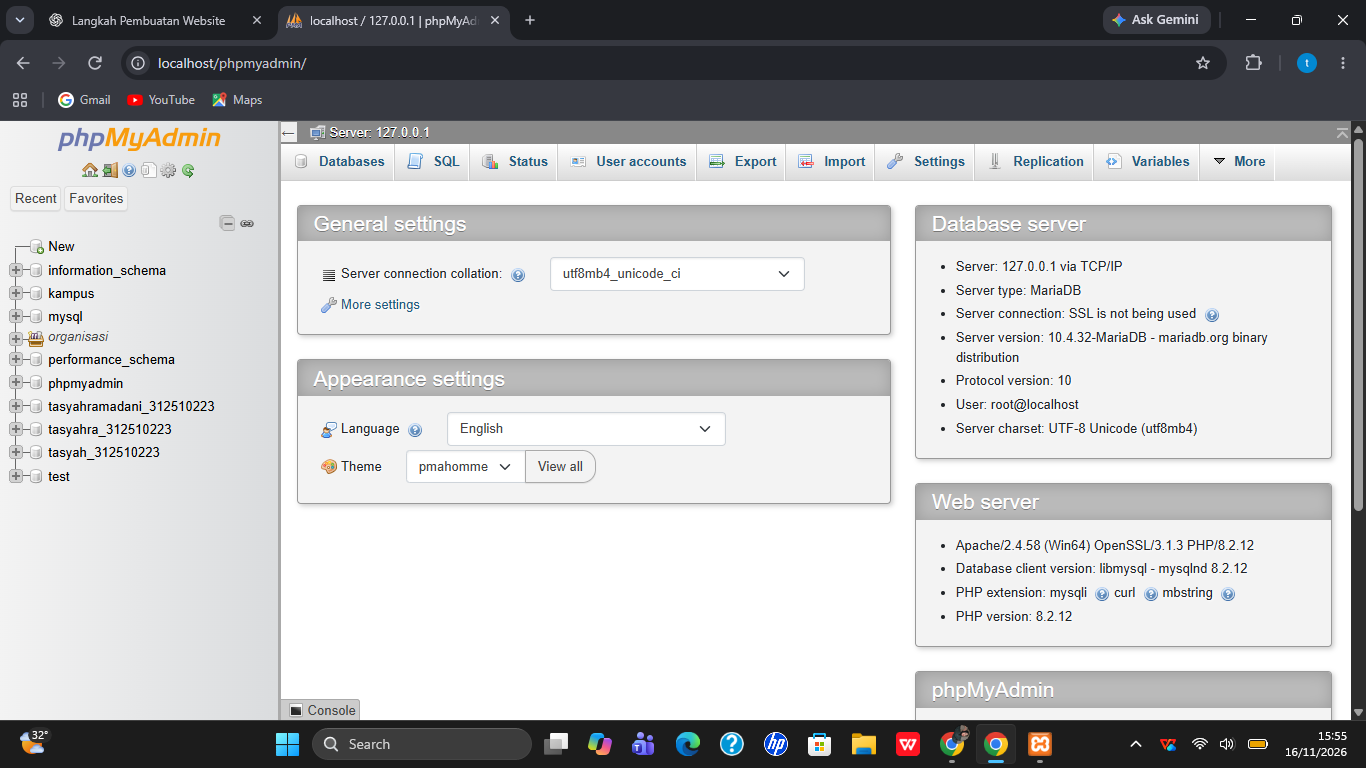 Langkah Pembuatan Website
localhost / 127.0.0.1 | phpMyAd
Ask Gemini
localhost/phpmyadmin/
t
Gmail
YouTube
Maps
phpMyAdmin
Recent
Favorites
New
information_schema
kampus
mysql
organisasi
performance_schema
phpmyadmin
tasyahramadani_312510223
tasyahra_312510223
tasyah_312510223
test
Server: 127.0.0.1
Databases
SQL
Status
User accounts
Export
Import
Settings
Replication
Variables
More
General settings
Server connection collation:
utf8mb4_unicode_ci
More settings
Appearance settings
Language
English
Theme
pmahomme
View all
Database server
Server: 127.0.0.1 via TCP/IP
Server type: MariaDB
Server connection: SSL is not being used
Server version: 10.4.32-MariaDB - mariadb.org binary
distribution
Protocol version: 10
User: root@localhost
Server charset: UTF-8 Unicode (utf8mb4)
Web server
Apache/2.4.58 (Win64) OpenSSL/3.1.3 PHP/8.2.12
Database client version: libmysql - mysqlnd 8.2.12
PHP extension: mysqli curl mbstring
PHP version: 8.2.12
phpMyAdmin
Console
32°
Search
15:55
16/11/2026